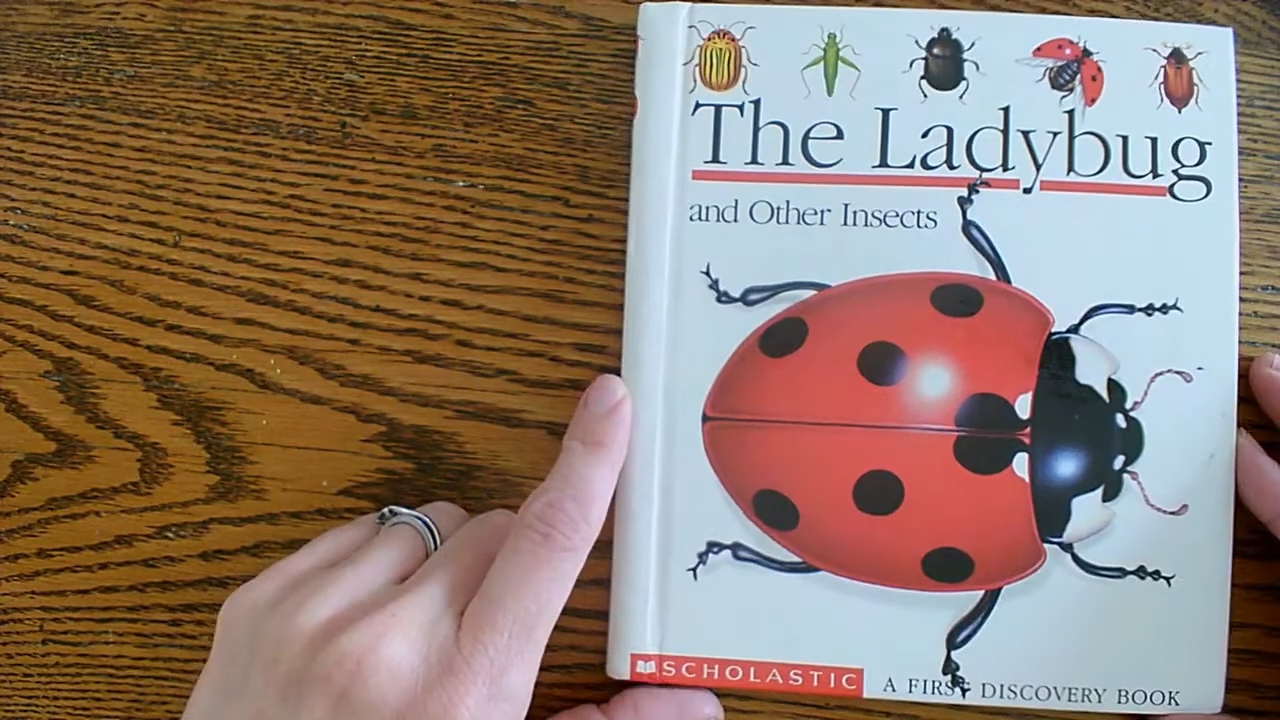 The Ladybug
and Other Insects
SCHOLASTIC
A FIRST DISCOVERY BOOK